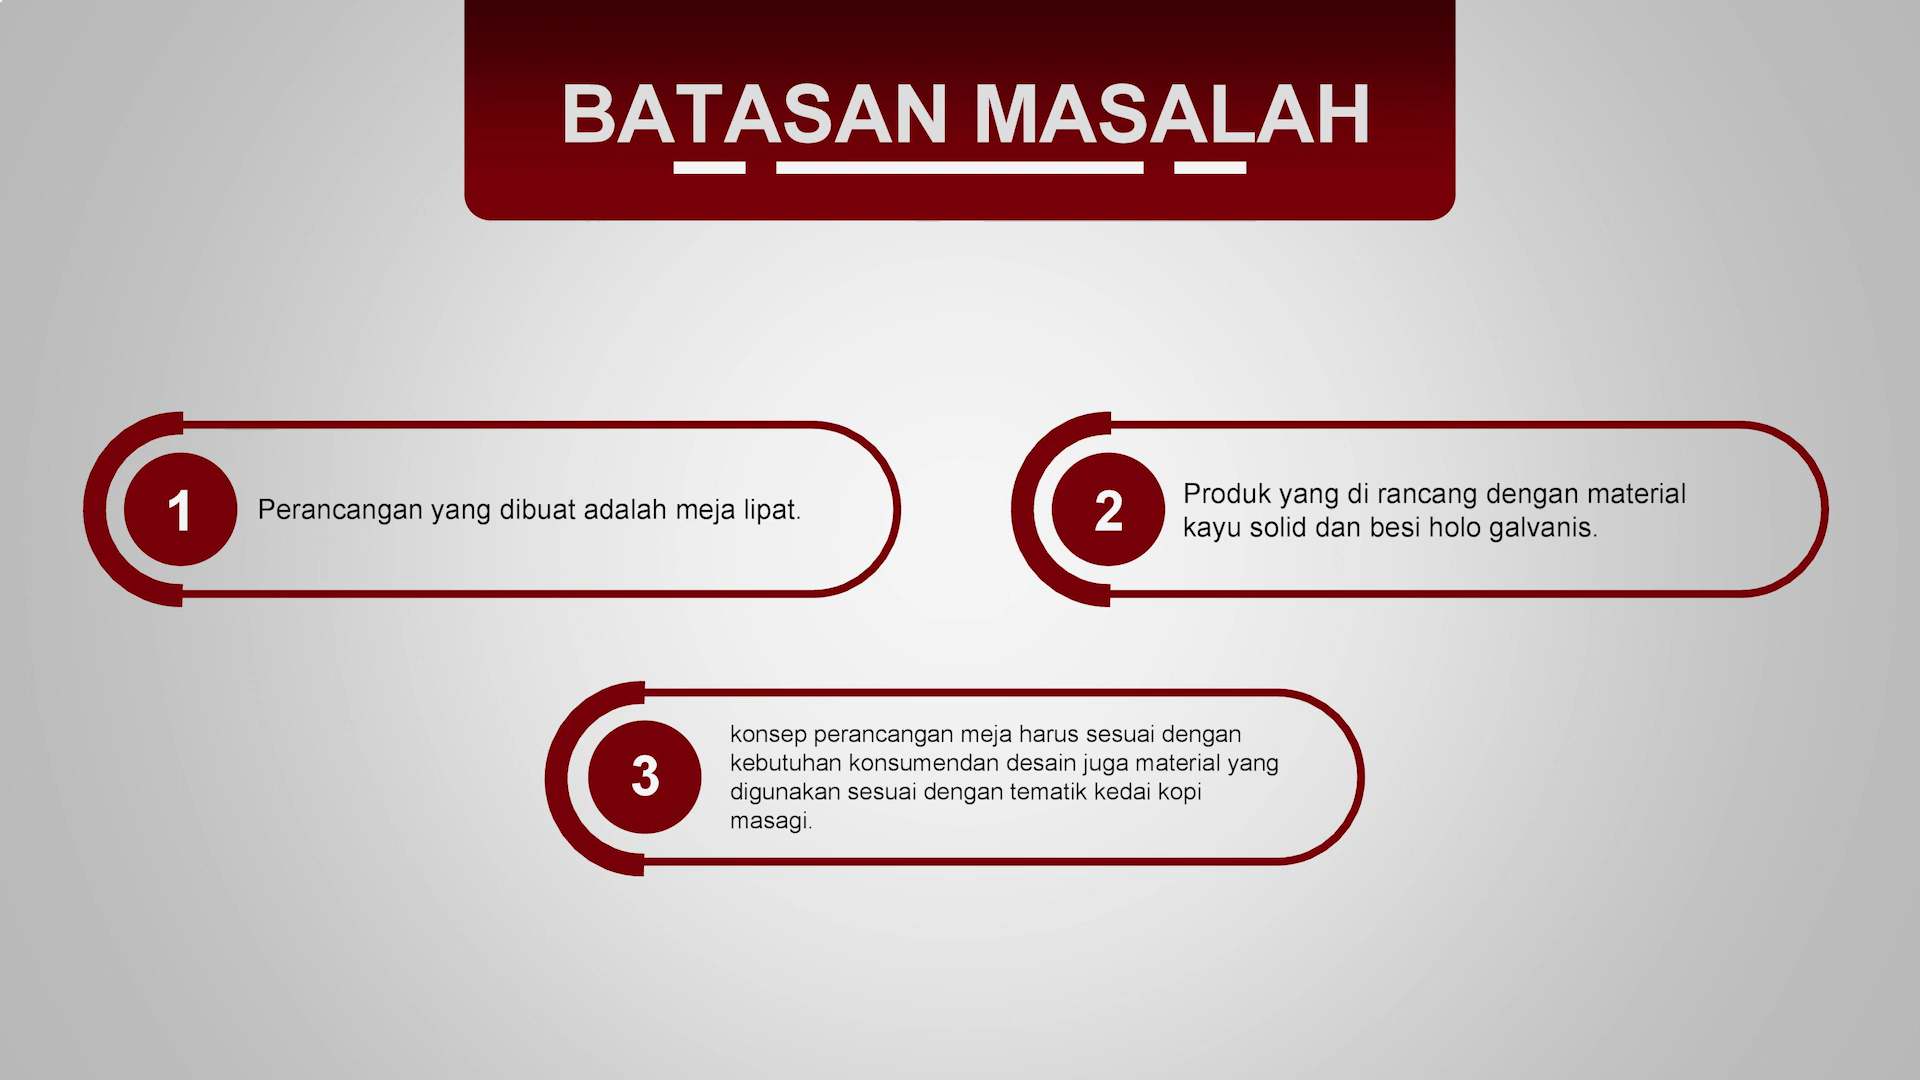 BATASAN MASALAH
1
Perancangan yang dibuat adalah meja lipat.
2
Produk yang di rancang dengan material
kayu solid dan besi holo galvanis.
3
konsep perancangan meja harus sesuai dengan
kebutuhan konsumendan desain juga material yang
digunakan sesuai dengan tematik kedai kopi
masagi.